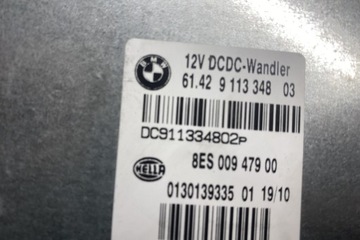 BMW
12V DCDC-Wandler
61.42 9 113 348 03
DC911334802P
HELLA
8ES 009 479 00
0130139335 01 19/10